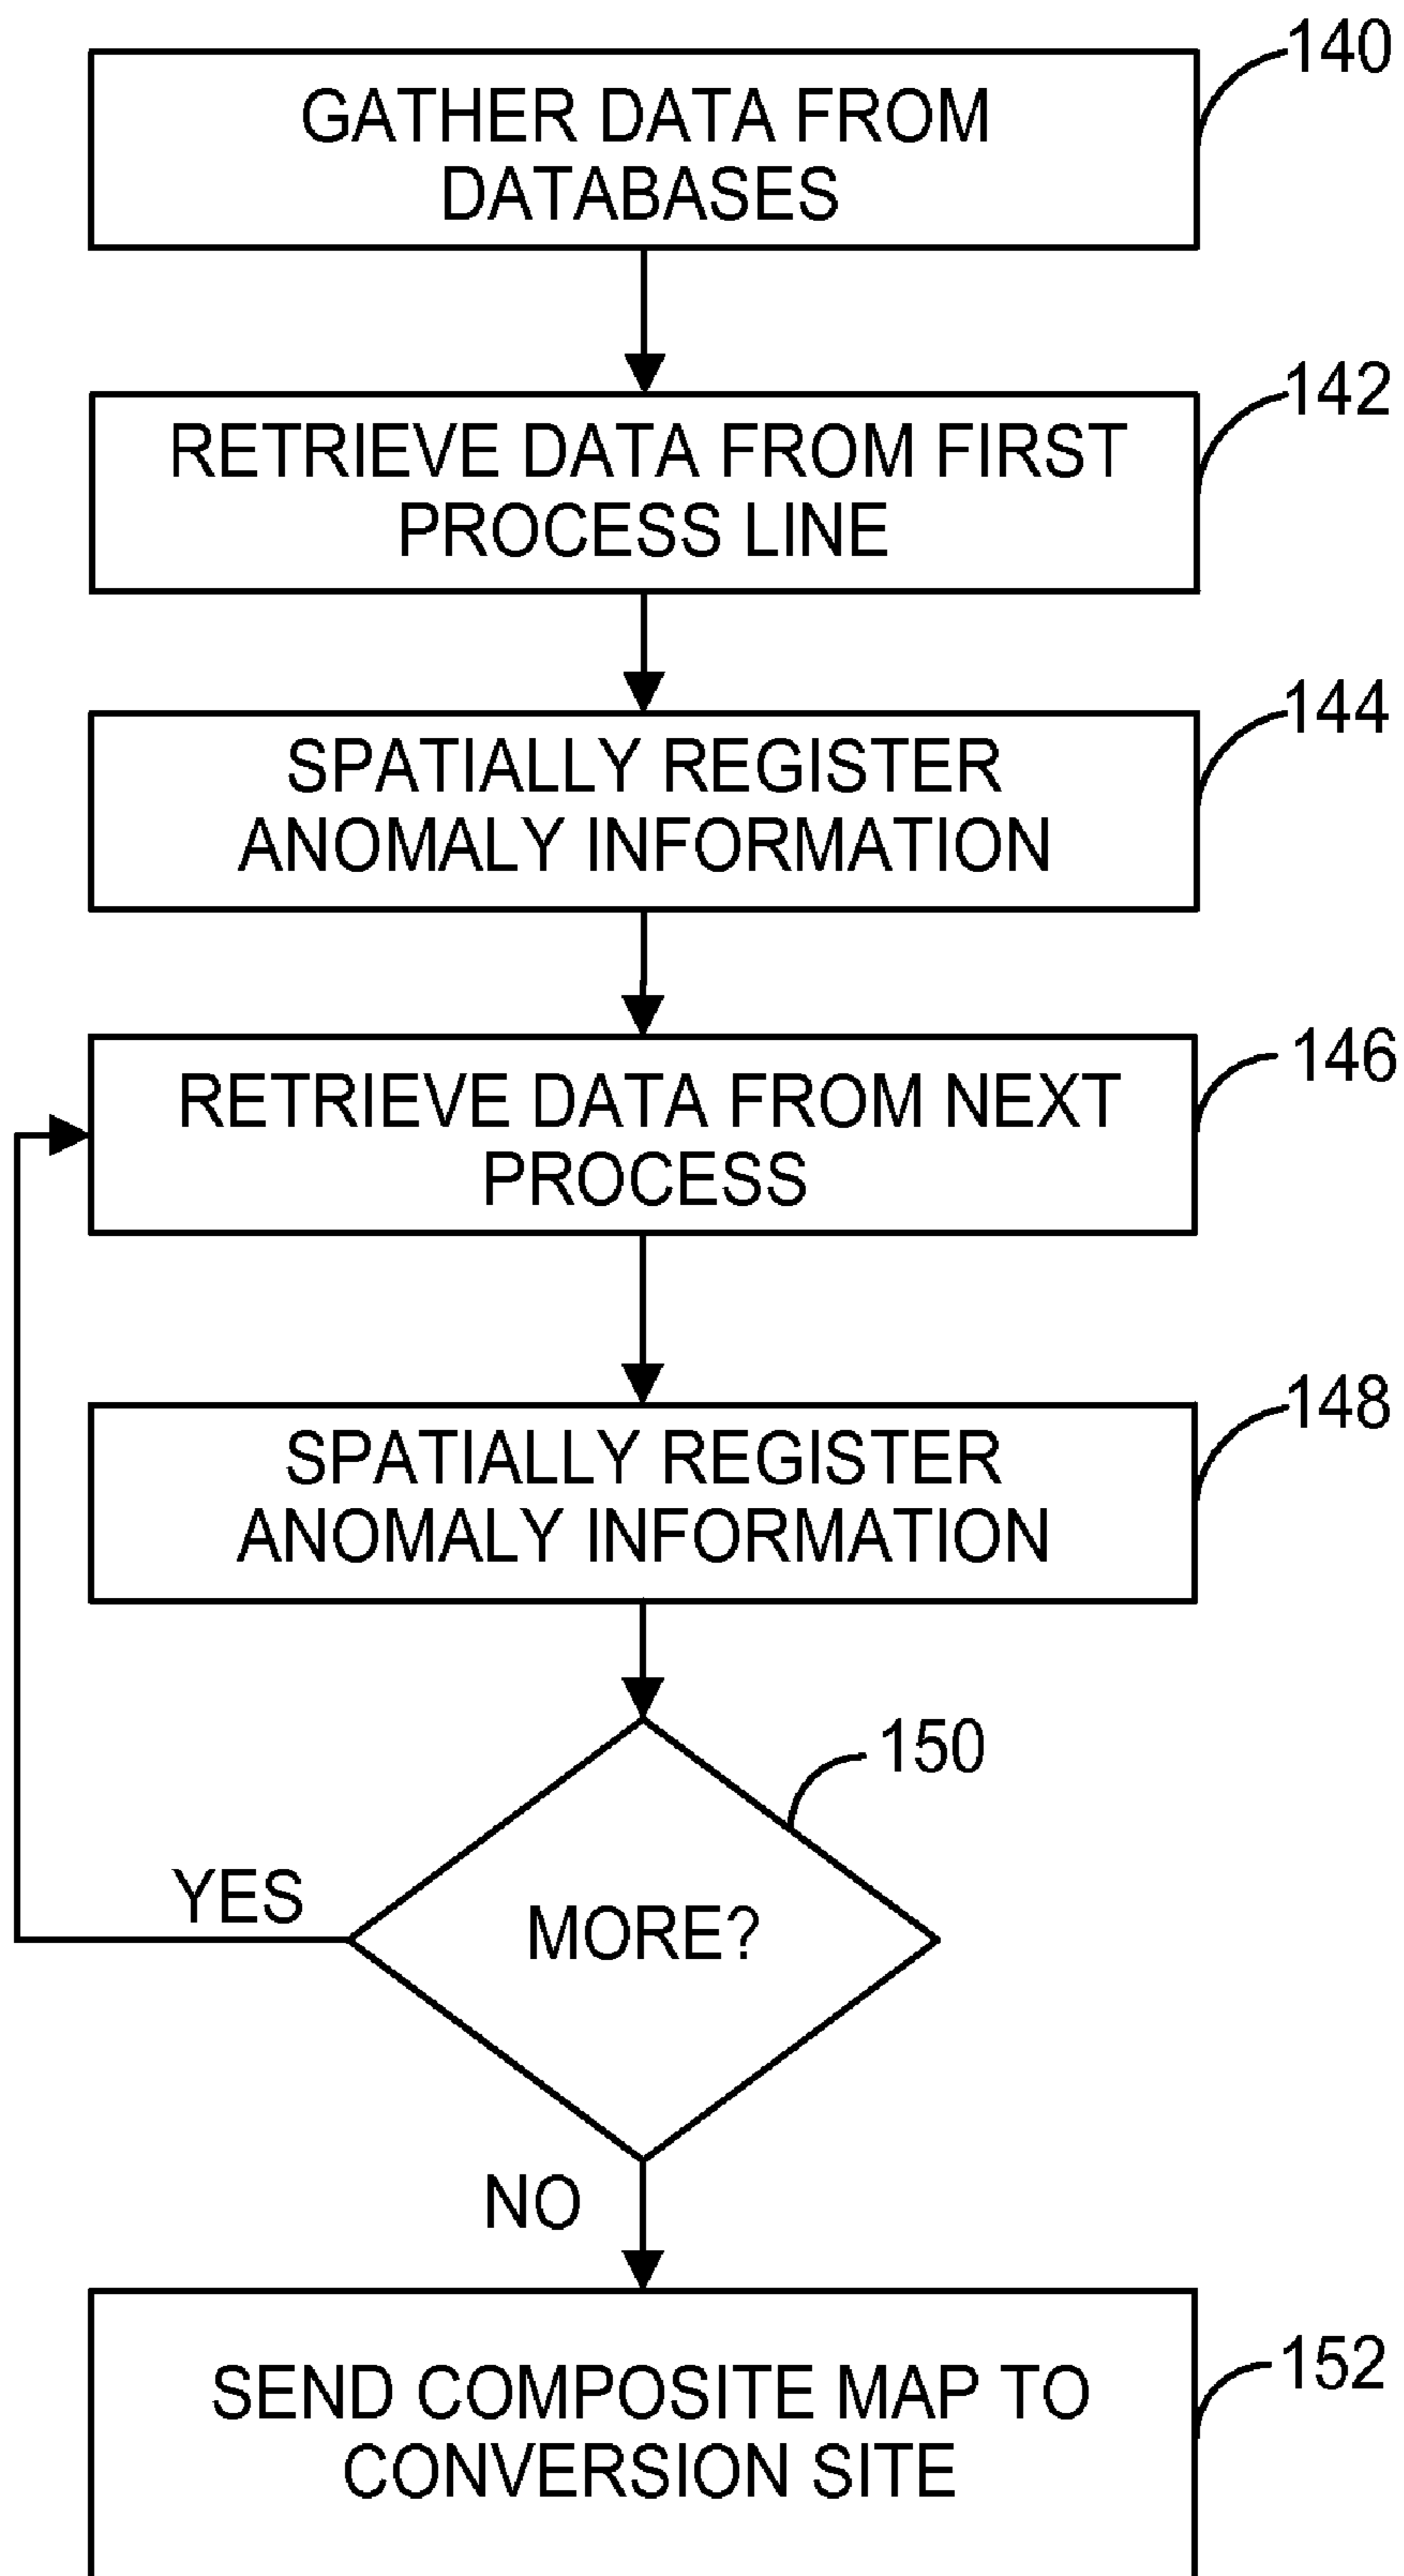 140
GATHER DATA FROM
DATABASES
142
RETRIEVE DATA FROM FIRST
PROCESS LINE
144
SPATIALLY REGISTER
ANOMALY INFORMATION
146
RETRIEVE DATA FROM NEXT
PROCESS
148
SPATIALLY REGISTER
ANOMALY INFORMATION
150
YES
MORE?
NO
152
SEND COMPOSITE MAP TO
CONVERSION SITE